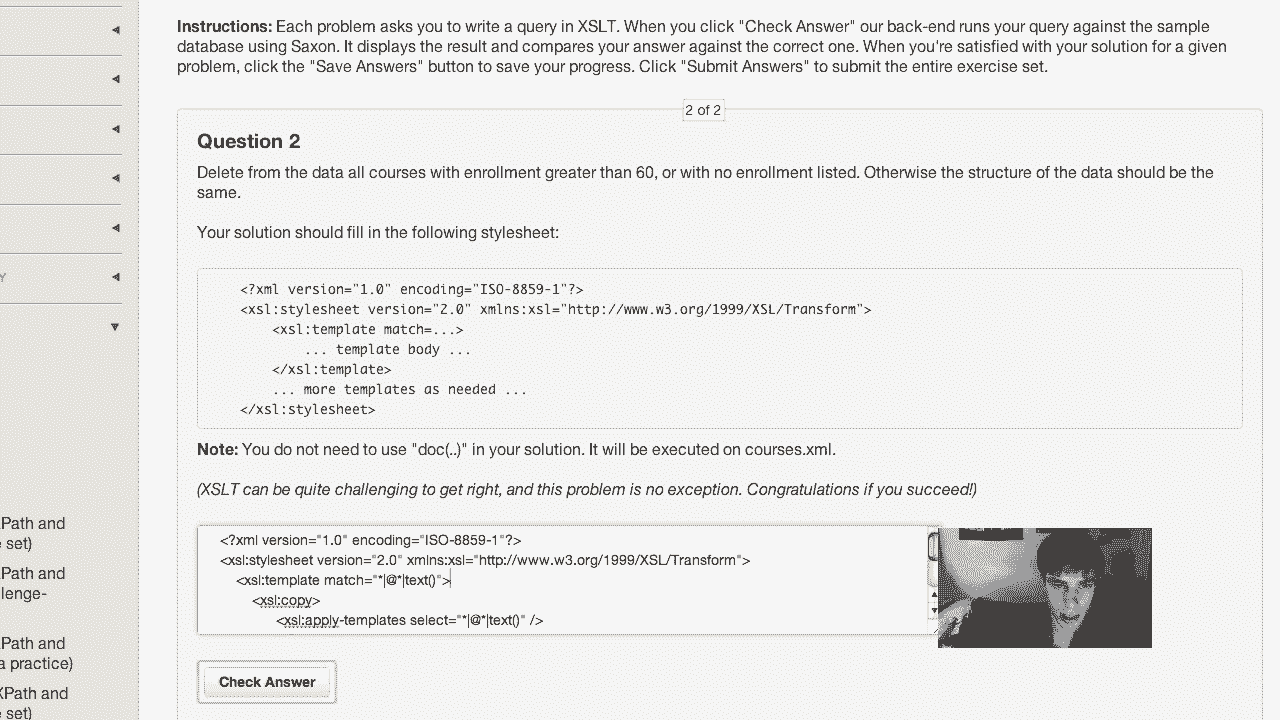 Instructions: Each problem asks you to write a query in XSLT. When you click "Check Answer" our back-end runs your query against the sample
database using Saxon. It displays the result and compares your answer against the correct one. When you're satisfied with your solution for a given
problem, click the "Save Answers" button to save your progress. Click "Submit Answers" to submit the entire exercise set.
2 of 2
Question 2
Delete from the data all courses with enrollment greater than 60, or with no enrollment listed. Otherwise the structure of the data should be the
same.
Your solution should fill in the following stylesheet:
<?xml version="1.0" encoding="ISO-8859-1"?>
<xsl:stylesheet version="2.0" xmlns:xsl="http://www.w3.org/1999/XSL/Transform">
<xsl:template match=...>
... template body ...
</xsl:template>
... more templates as needed ...
</xsl:stylesheet>
Note: You do not need to use "doc(..)" in your solution. It will be executed on courses.xml.
(XSLT can be quite challenging to get right, and this problem is no exception. Congratulations if you succeed!)
<?xml version="1.0" encoding="ISO-8859-1"?>
<xsl:stylesheet version="2.0" xmlns:xsl="http://www.w3.org/1999/XSL/Transform">
<xsl:template match="*|@*|text()">
<xsl:copy>
<xsl:apply-templates select="*|@*|text()" />
Check Answer
Y
Path and
set)
Path and
llenge-
Path and
a practice)
XPath and
set)